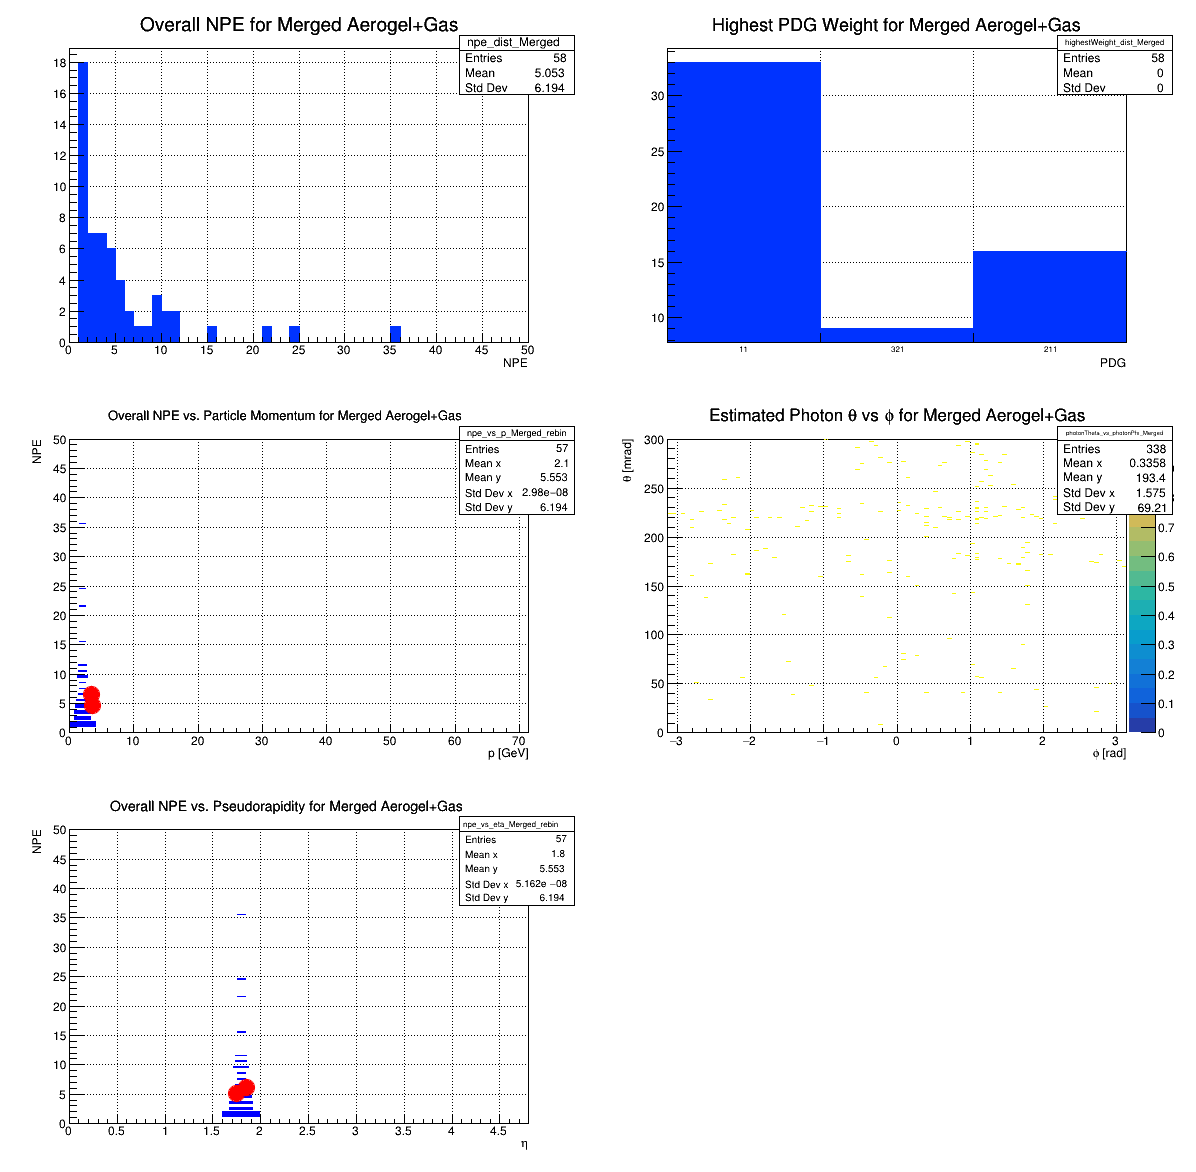 Overall NPE for Merged Aerogel+Gas
npe_dist_Merged
Entries 58
Mean 5.053
Std Dev 6.194
18
16
14
12
10
8
6
4
2
0
0 5 10 15 20 25 30 35 40 45 50
NPE
Highest PDG Weight for Merged Aerogel+Gas
highestWeight_dist_Merged
Entries 58
Mean 0
Std Dev 0
30
25
20
15
10
11 321 211
PDG
Overall NPE vs. Particle Momentum for Merged Aerogel+Gas
npe_vs_p_Merged_rebin
Entries 57
Mean x 2.1
Mean y 5.553
Std Dev x 2.98e−08
Std Dev y 6.194
NPE
50
45
40
35
30
25
20
15
10
5
0
0 10 20 30 40 50 60 70
p [GeV]
Estimated Photon θ vs ϕ for Merged Aerogel+Gas
photonTheta_vs_photonPhi_Merged
Entries 338
Mean x 0.3358
Mean y 193.4
Std Dev x 1.575
Std Dev y 69.21
θ [mrad]
300
250
200
150
100
50
0
−3 −2 −1 0 1 2 3
ϕ [rad]
0.7
0.6
0.5
0.4
0.3
0.2
0.1
0
Overall NPE vs. Pseudorapidity for Merged Aerogel+Gas
npe_vs_eta_Merged_rebin
Entries 57
Mean x 1.8
Mean y 5.553
Std Dev x 5.162e −08
Std Dev y 6.194
NPE
50
45
40
35
30
25
20
15
10
5
0
0 0.5 1 1.5 2 2.5 3 3.5 4 4.5
η